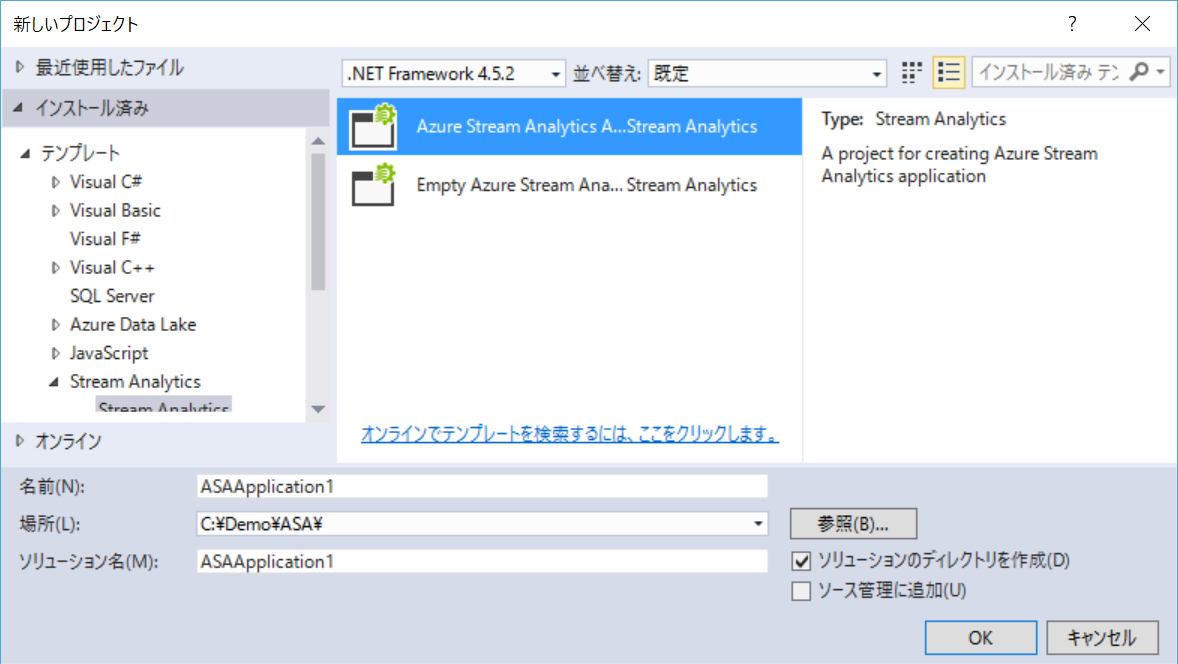 新しいプロジェクト
?
最近使用したファイル
インストール済み
テンプレート
Visual C#
Visual Basic
Visual F#
Visual C++
SQL Server
Azure Data Lake
JavaScript
Stream Analytics
Stream Analytics
オンライン
.NET Framework 4.5.2
並べ替え: 既定
インストール済み テン
Azure Stream Analytics A...Stream Analytics
Empty Azure Stream Ana... Stream Analytics
オンラインでテンプレートを検索するには、ここをクリックします。
Type: Stream Analytics
A project for creating Azure Stream
Analytics application
名前(N): ASAApplication1
場所(L): C:¥Demo¥ASA¥
参照(B)...
ソリューション名(M): ASAApplication1
ソリューションのディレクトリを作成(D)
ソース管理に追加(U)
OK
キャンセル